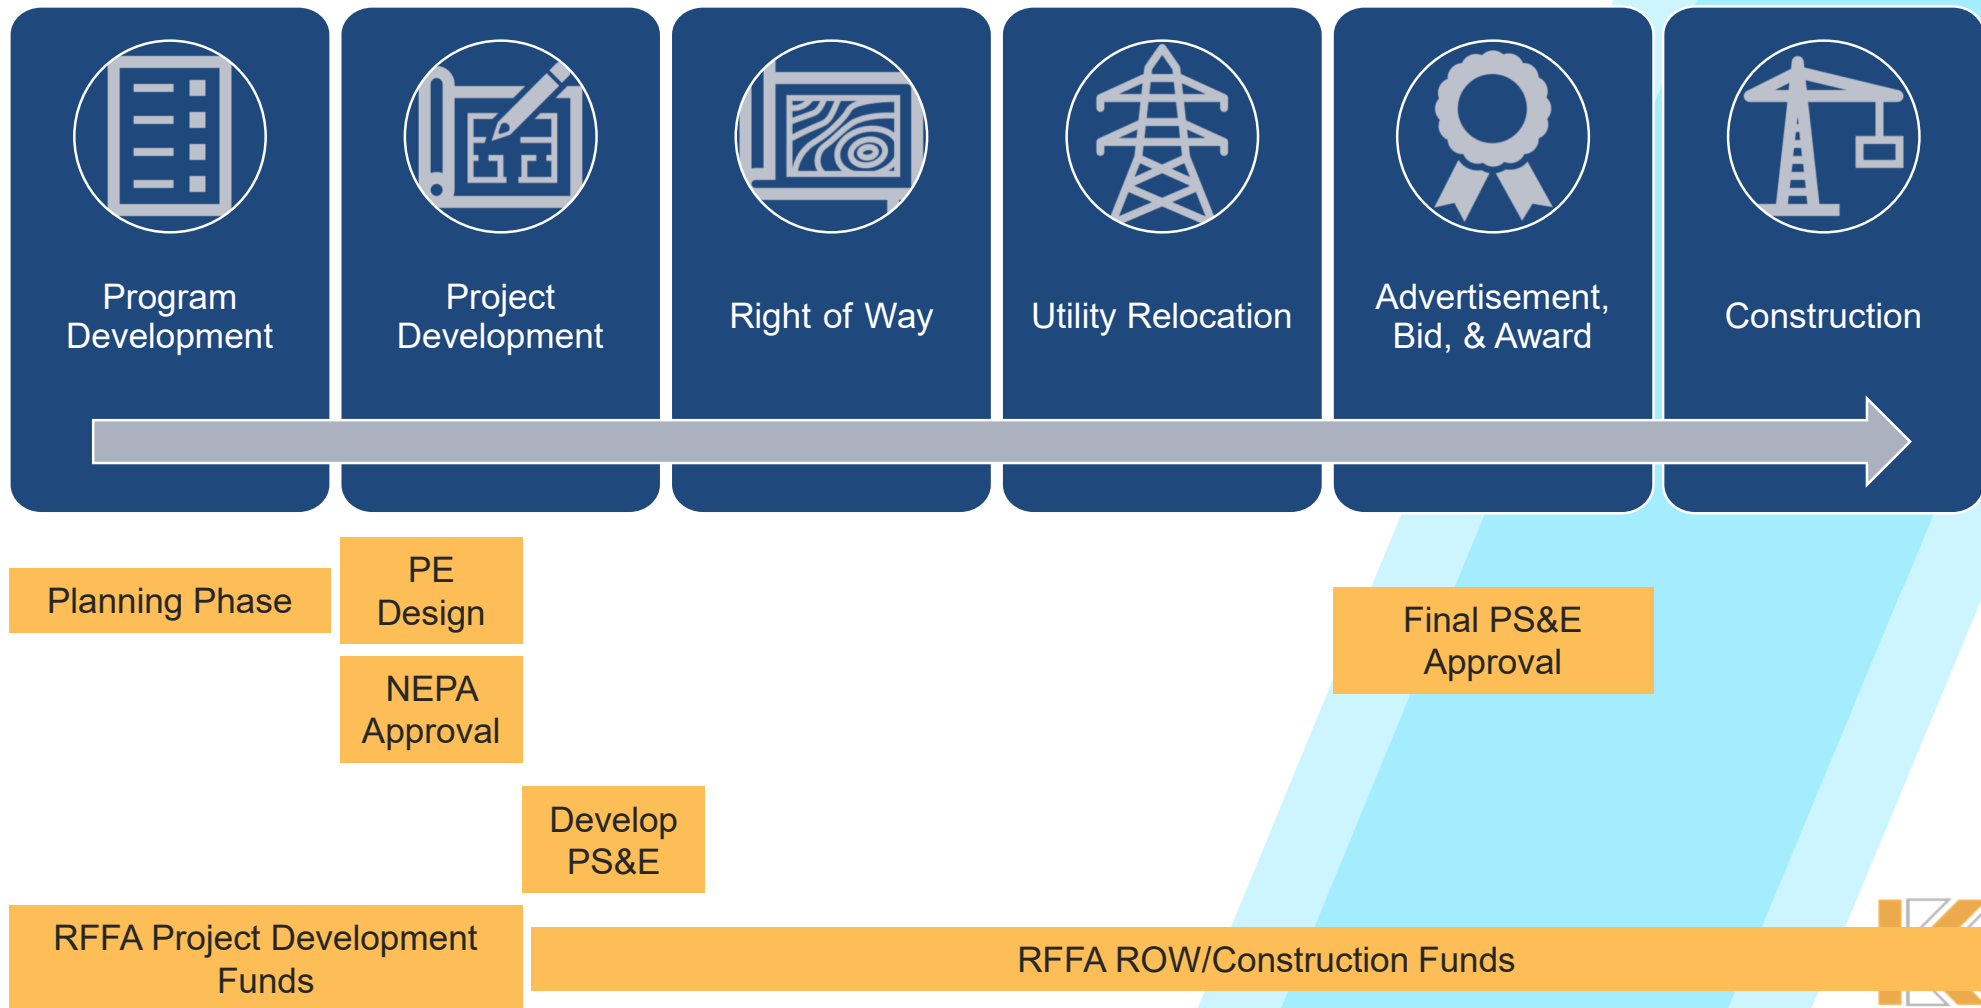 Program
Development
Project
Development
Right of Way
Utility Relocation
Advertisement,
Bid, & Award
Construction
Planning Phase
PE
Design
NEPA
Approval
Develop
PS&E
Final PS&E
Approval
RFFA Project Development
Funds
RFFA ROW/Construction Funds